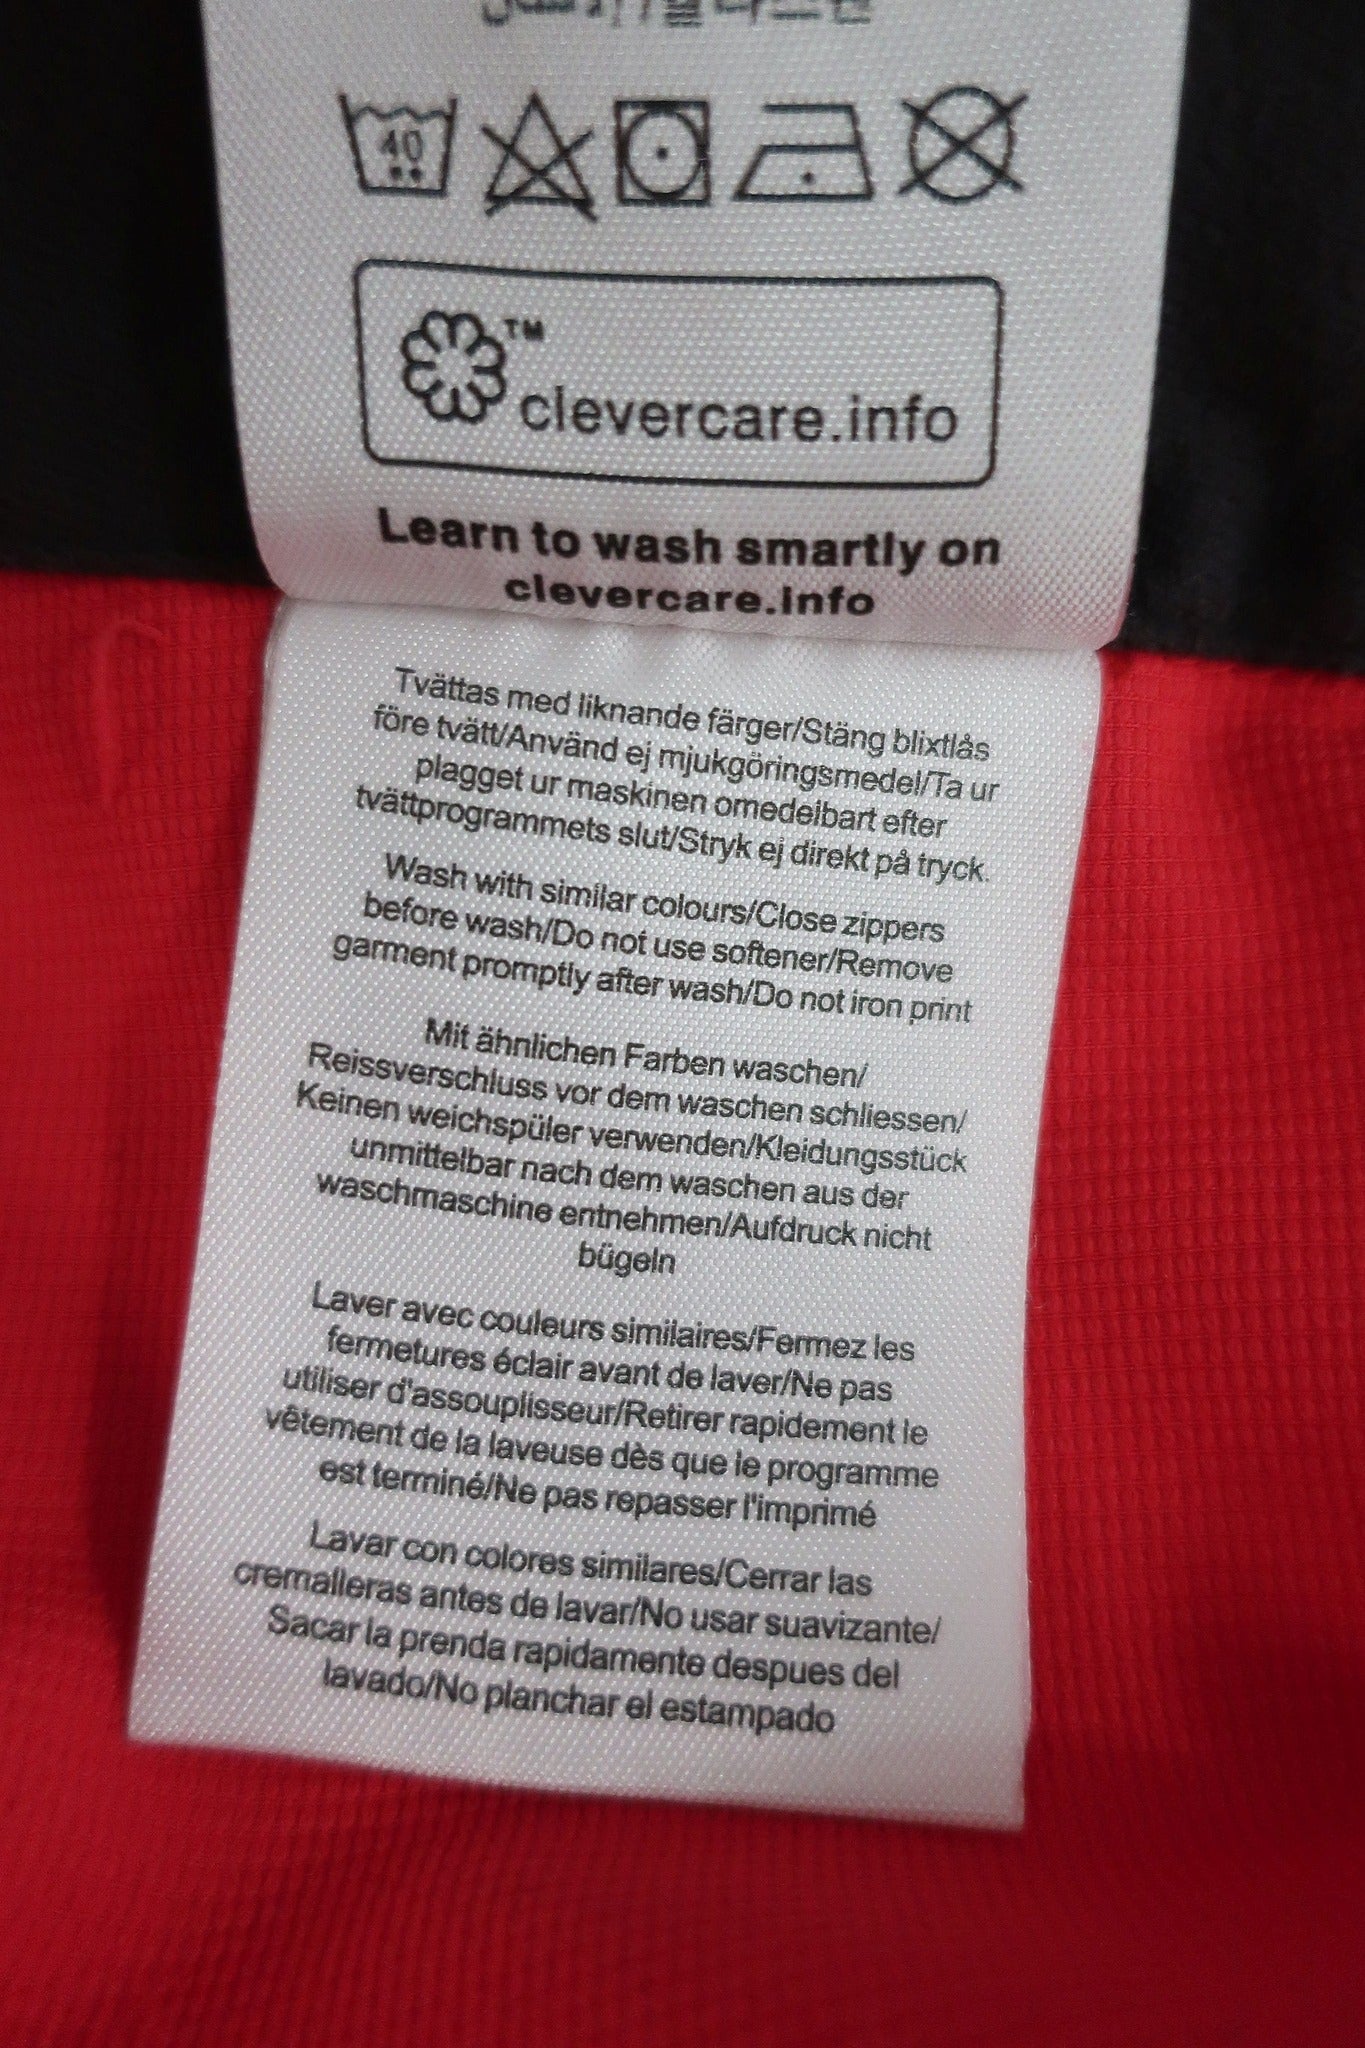 40
TM
clevercare.info
Learn to wash smartly on
clevercare.info
Tvättas med liknande färger/Stäng blixtlås
före tvätt/Använd ej mjukgöringsmedel/Ta ur
plagget ur maskinen omedelbart efter
tvättprogrammets slut/Stryk ej direkt på tryck.
Wash with similar colours/Close zippers
before wash/Do not use softener/Remove
garment promptly after wash/Do not iron print
Mit ähnlichen Farben waschen/
Reissverschluss vor dem waschen schliessen/
Keinen weichspüler verwenden/Kleidungsstück
unmittelbar nach dem waschen aus der
waschmaschine entnehmen/Aufdruck nicht
bügeln
Laver avec couleurs similaires/Fermez les
fermetures éclair avant de laver/Ne pas
utiliser d'assouplisseur/Retirer rapidement le
vêtement de la laveuse dès que le programme
est terminé/Ne pas repasser l'imprimé
Lavar con colores similares/Cerrar las
cremalleras antes de lavar/No usar suavizante/
Sacar la prenda rapidamente despues del
lavado/No planchar el estampado